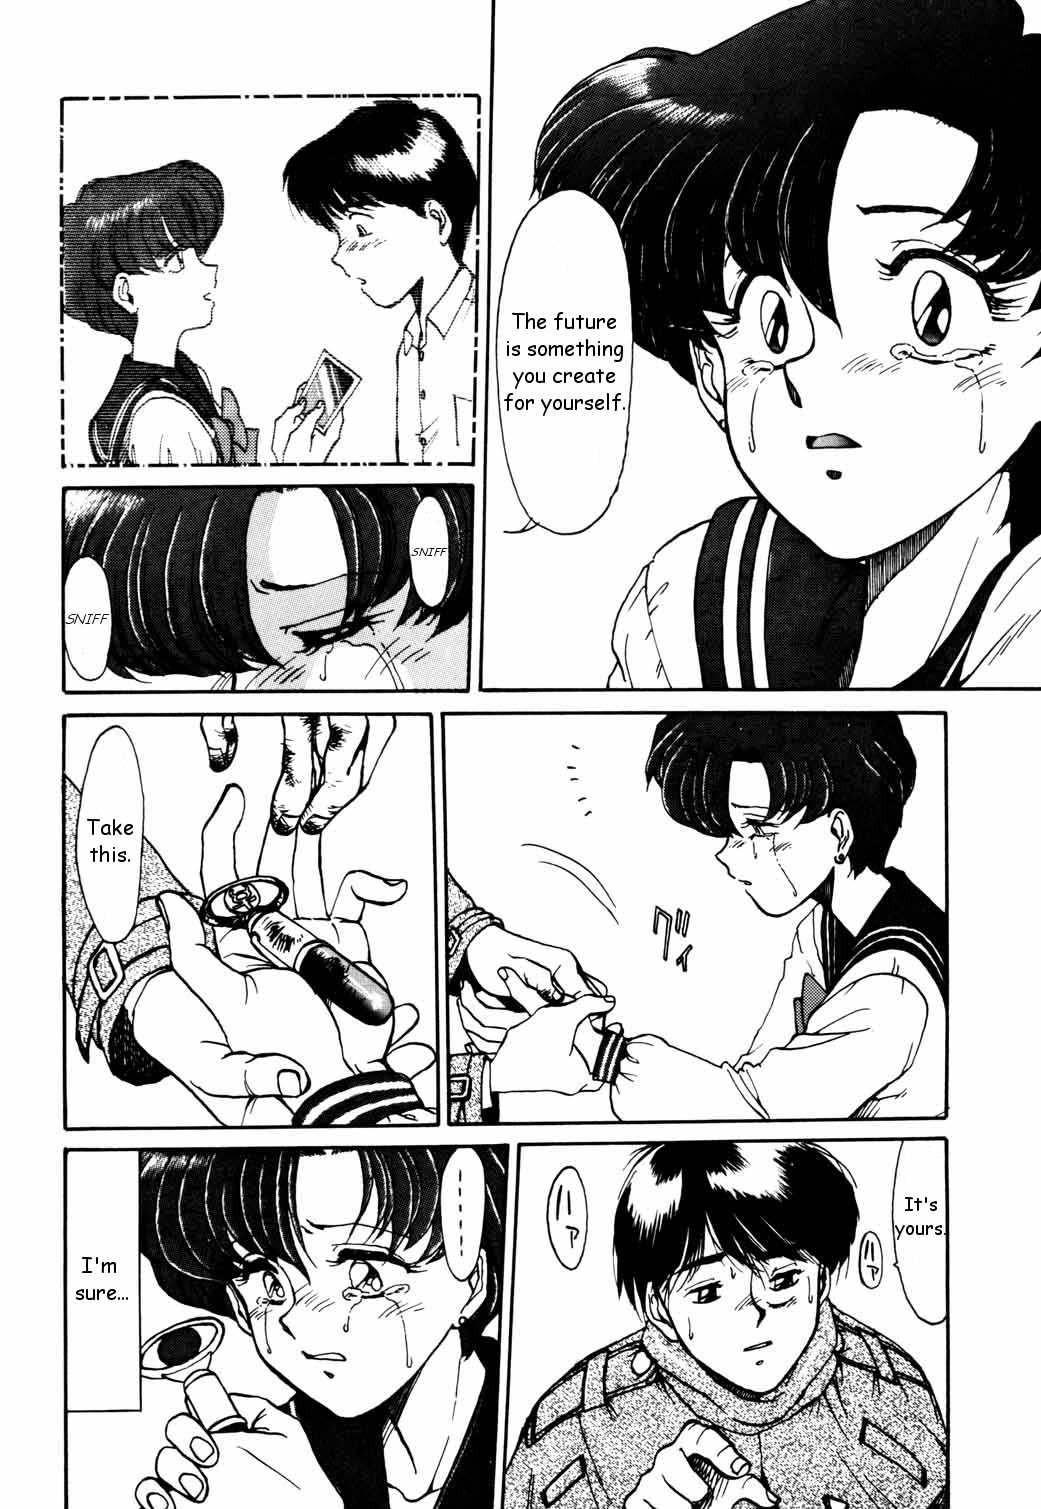 The future
is something
you create
for yourself.
SNIFF
SNIFF
グイ
Take
this.
It's
yours.
ハァ
ハァ
I'm
sure...